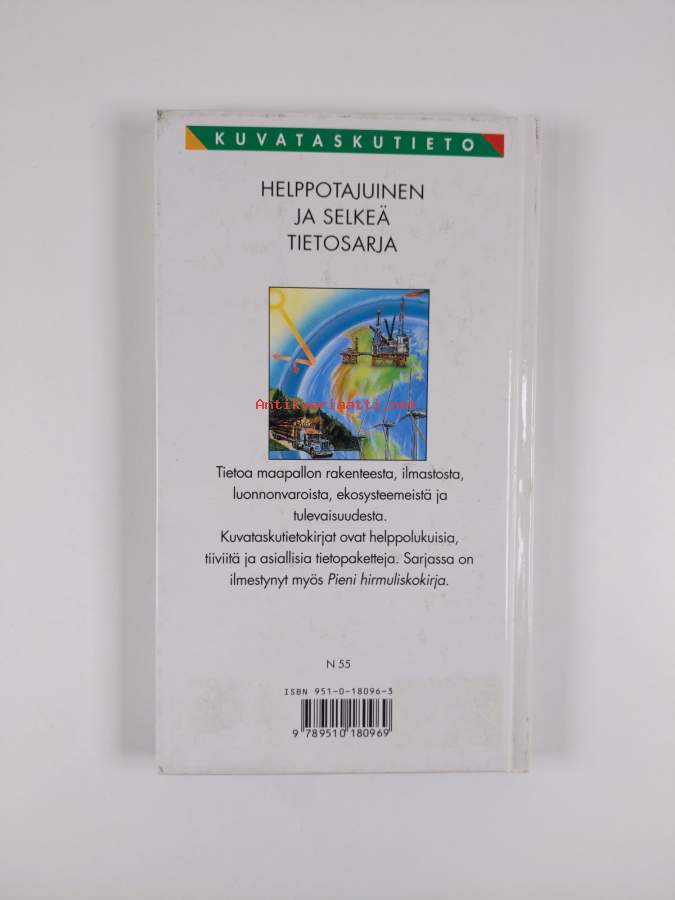 KUVATASKUTIETO
HELPPOTAJUINEN
JA SELKEÄ
TIETOSARJA
Antikvariaatti.net
Tietoa maapallon rakenteesta, ilmastosta,
luonnonvaroista, ekosysteemeistä ja
tulevaisuudesta.
Kuvataskutietokirjat ovat helppolukuisia,
tiiviitä ja asiallisia tietopaketteja. Sarjassa on
ilmestynyt myös Pieni hirmuliskokirja.
N 55
ISBN 951-0-18096-3
9 789510 180969